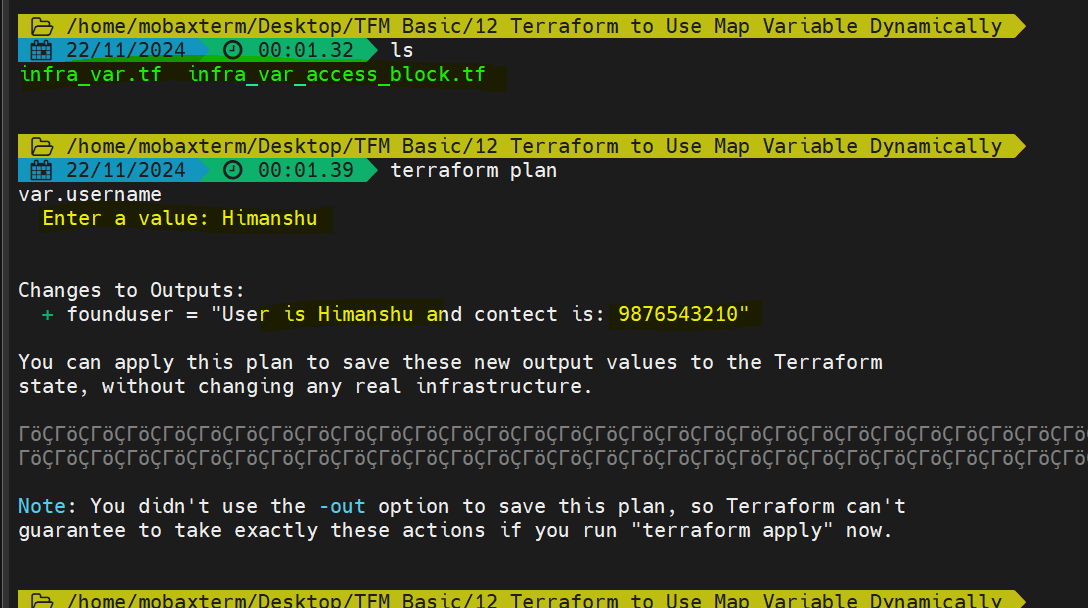 /home/mobaxterm/Desktop/TFM Basic/12 Terraform to Use Map Variable Dynamically
22/11/2024 00:01.32 ls
infra_var.tf infra_var_access_block.tf
/home/mobaxterm/Desktop/TFM Basic/12 Terraform to Use Map Variable Dynamically
22/11/2024 00:01.39 terraform plan
var.username
Enter a value: Himanshu
Changes to Outputs:
+ founduser = "User is Himanshu and contect is: 9876543210"
You can apply this plan to save these new output values to the Terraform
state, without changing any real infrastructure.
ΓöÇΓöÇΓöÇΓöÇΓöÇΓöÇΓöÇΓöÇΓöÇΓöÇΓöÇΓöÇΓöÇΓöÇΓöÇΓöÇΓöÇΓöÇΓöÇΓöÇΓöÇΓöÇΓöÇΓöÇΓöÇΓöÇΓöÇΓöÇΓöÇΓö
ΓöÇΓöÇΓöÇΓöÇΓöÇΓöÇΓöÇΓöÇΓöÇΓöÇΓöÇΓöÇΓöÇΓöÇΓöÇΓöÇΓöÇΓöÇΓöÇΓöÇΓöÇΓöÇΓöÇΓöÇΓöÇΓöÇΓöÇΓöÇΓöÇΓö
Note: You didn't use the -out option to save this plan, so Terraform can't
guarantee to take exactly these actions if you run "terraform apply" now.
/home/mobaxterm/Desktop/TFM Basic/12 Terraform to Use Map Variable Dynamically